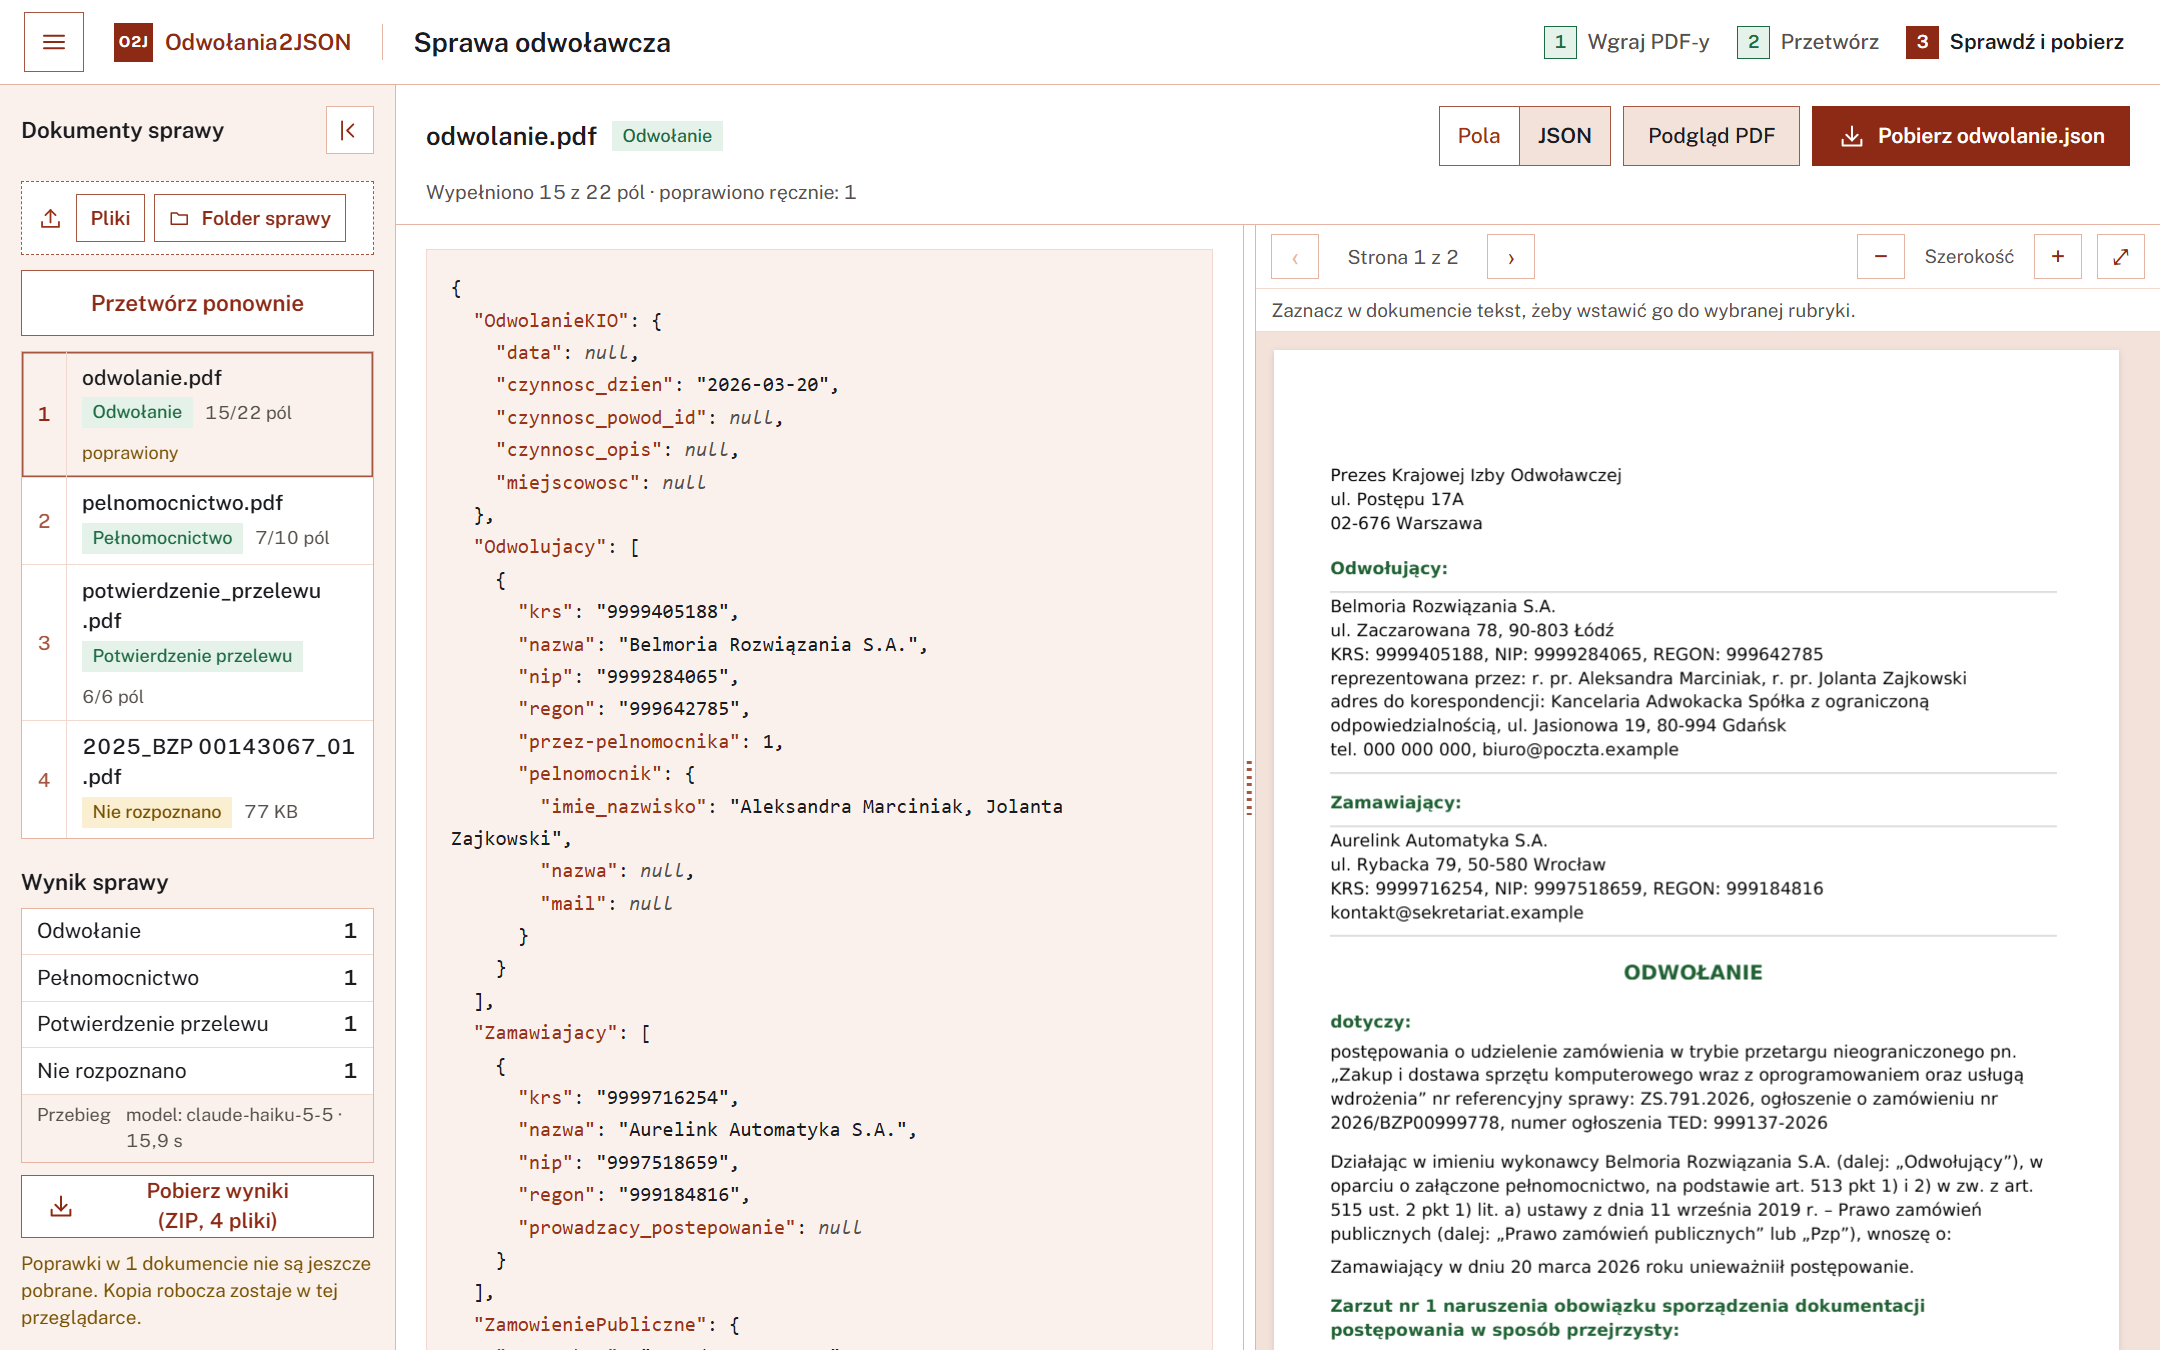 O2J Odwołania2JSON
Sprawa odwoławcza
1 Wgraj PDF-y
2 Przetwórz
3 Sprawdź i pobierz
Dokumenty sprawy
Pliki
Folder sprawy
Przetwórz ponownie
1
odwolanie.pdf
Odwołanie 15/22 pól
poprawiony
2
pelnomocnictwo.pdf
Pełnomocnictwo 7/10 pól
3
potwierdzenie_przelewu
.pdf
Potwierdzenie przelewu
6/6 pól
4
2025_BZP 00143067_01
.pdf
Nie rozpoznano 77 KB
Wynik sprawy
Odwołanie 1
Pełnomocnictwo 1
Potwierdzenie przelewu 1
Nie rozpoznano 1
Przebieg model: claude-haiku-5-5 ·
15,9 s
Pobierz wyniki
(ZIP, 4 pliki)
Poprawki w 1 dokumencie nie są jeszcze
pobrane. Kopia robocza zostaje w tej
przeglądarce.
odwolanie.pdf Odwołanie
Wypełniono 15 z 22 pól · poprawiono ręcznie: 1
Pola
JSON
Podgląd PDF
Pobierz odwolanie.json
{
"OdwolanieKIO": {
"data": null,
"czynnosc_dzien": "2026-03-20",
"czynnosc_powod_id": null,
"czynnosc_opis": null,
"miejscowosc": null
},
"Odwolujacy": [
{
"krs": "9999405188",
"nazwa": "Belmoria Rozwiązania S.A.",
"nip": "9999284065",
"regon": "999642785",
"przez-pelnomocnika": 1,
"pelnomocnik": {
"imie_nazwisko": "Aleksandra Marciniak, Jolanta
Zajkowski",
"nazwa": null,
"mail": null
}
}
],
"Zamawiajacy": [
{
"krs": "9999716254",
"nazwa": "Aurelink Automatyka S.A.",
"nip": "9997518659",
"regon": "999184816",
"prowadzacy_postepowanie": null
}
],
"ZamowieniePubliczne": {
‹ Strona 1 z 2 ›
− Szerokość +
Zaznacz w dokumencie tekst, żeby wstawić go do wybranej rubryki.
Prezes Krajowej Izby Odwoławczej
ul. Postępu 17A
02-676 Warszawa
Odwołujący:
Belmoria Rozwiązania S.A.
ul. Zaczarowana 78, 90-803 Łódź
KRS: 9999405188, NIP: 9999284065, REGON: 999642785
reprezentowana przez: r. pr. Aleksandra Marciniak, r. pr. Jolanta Zajkowski
adres do korespondencji: Kancelaria Adwokacka Spółka z ograniczoną
odpowiedzialnością, ul. Jasionowa 19, 80-994 Gdańsk
tel. 000 000 000, biuro@poczta.example
Zamawiający:
Aurelink Automatyka S.A.
ul. Rybacka 79, 50-580 Wrocław
KRS: 9999716254, NIP: 9997518659, REGON: 999184816
kontakt@sekretariat.example
ODWOŁANIE
dotyczy:
postępowania o udzielenie zamówienia w trybie przetargu nieograniczonego pn.
„Zakup i dostawa sprzętu komputerowego wraz z oprogramowaniem oraz usługą
wdrożenia” nr referencyjny sprawy: ZS.791.2026, ogłoszenie o zamówieniu nr
2026/BZP00999778, numer ogłoszenia TED: 999137-2026
Działając w imieniu wykonawcy Belmoria Rozwiązania S.A. (dalej: „Odwołujący”), w
oparciu o załączone pełnomocnictwo, na podstawie art. 513 pkt 1) i 2) w zw. z art.
515 ust. 2 pkt 1) lit. a) ustawy z dnia 11 września 2019 r. – Prawo zamówień
publicznych (dalej: „Prawo zamówień publicznych” lub „Pzp”), wnoszę o:
Zamawiający w dniu 20 marca 2026 roku unieważnił postępowanie.
Zarzut nr 1 naruszenia obowiązku sporządzenia dokumentacji
postępowania w sposób przejrzysty: